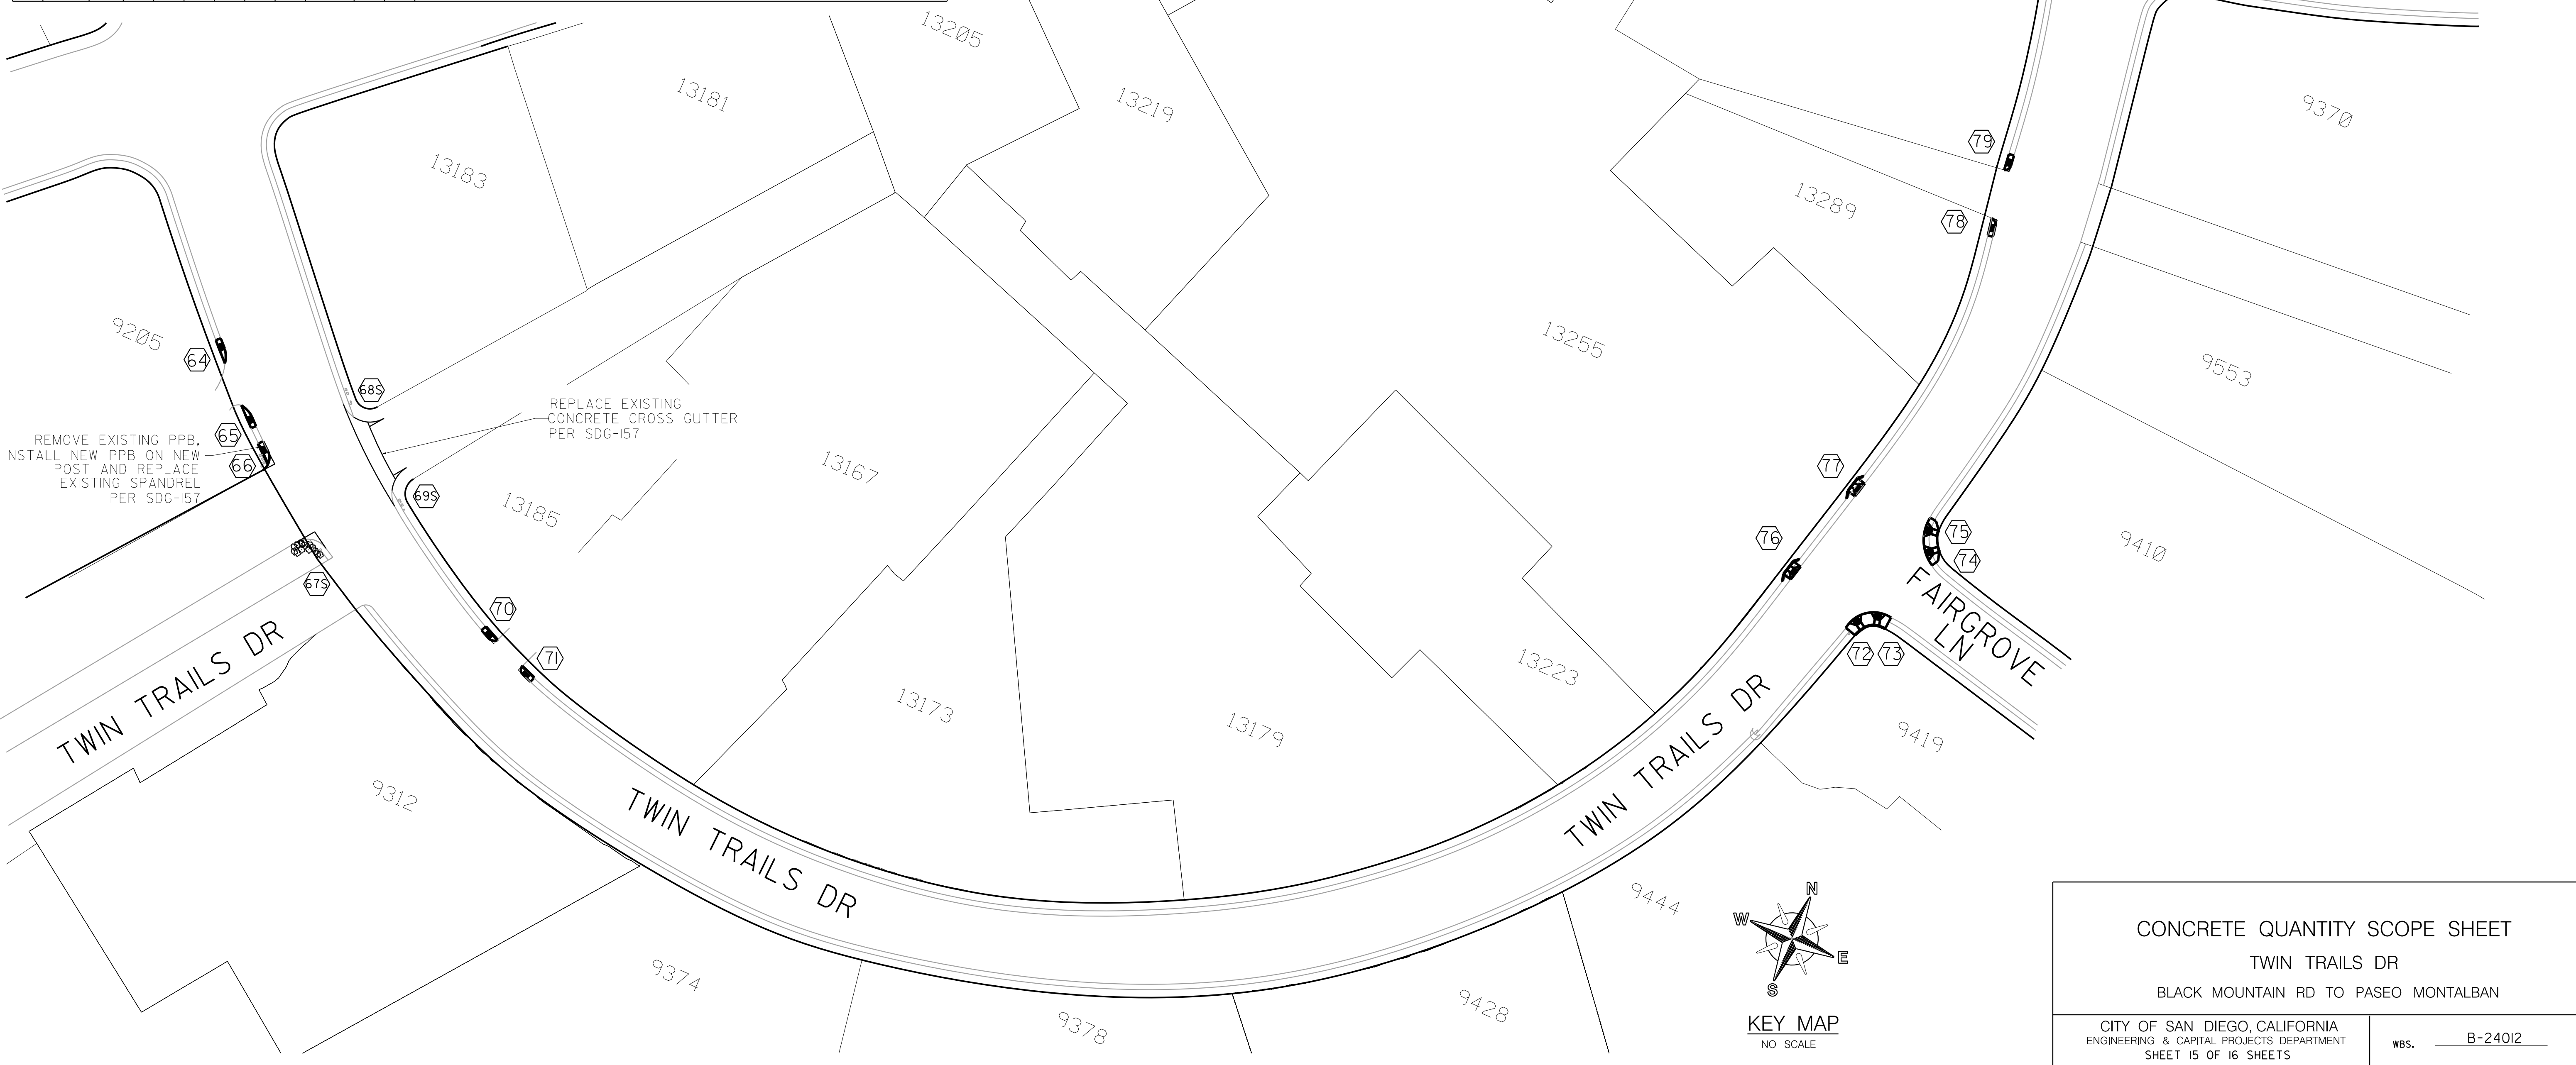 13205
13181
13219
9370
13183
79
13289
78
9205
64
13255
9553
68S
REPLACE EXISTING
CONCRETE CROSS GUTTER
PER SDG-157
65
REMOVE EXISTING PPB,
INSTALL NEW PPB ON NEW
POST AND REPLACE
EXISTING SPANDREL
PER SDG-157
66
13167
77
69S
13185
75
76
74
9410
67S
FAIRGROVE
LN
70
TWIN TRAILS DR
71
72
73
13223
13173
13179
TWIN TRAILS DR
9419
9312
TWIN TRAILS DR
9444
9374
9428
9378
N
W
E
S
KEY MAP
NO SCALE
CONCRETE QUANTITY SCOPE SHEET
TWIN TRAILS DR
BLACK MOUNTAIN RD TO PASEO MONTALBAN
CITY OF SAN DIEGO, CALIFORNIA
ENGINEERING & CAPITAL PROJECTS DEPARTMENT
SHEET 15 OF 16 SHEETS
WBS. B-24012